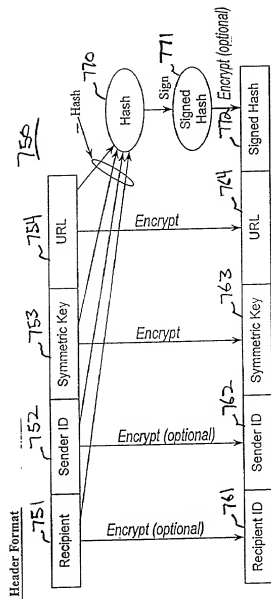 Header Format
750
751
752
753
754
Recipient
Sender ID
Symmetric Key
URL
Hash
770
Hash
Sign
771
Signed Hash
Encrypt (optional)
Encrypt (optional)
Encrypt
Encrypt
Encrypt (optional)
761
762
763
764
772
Recipient ID
Sender ID
Symmetric Key
URL
Signed Hash